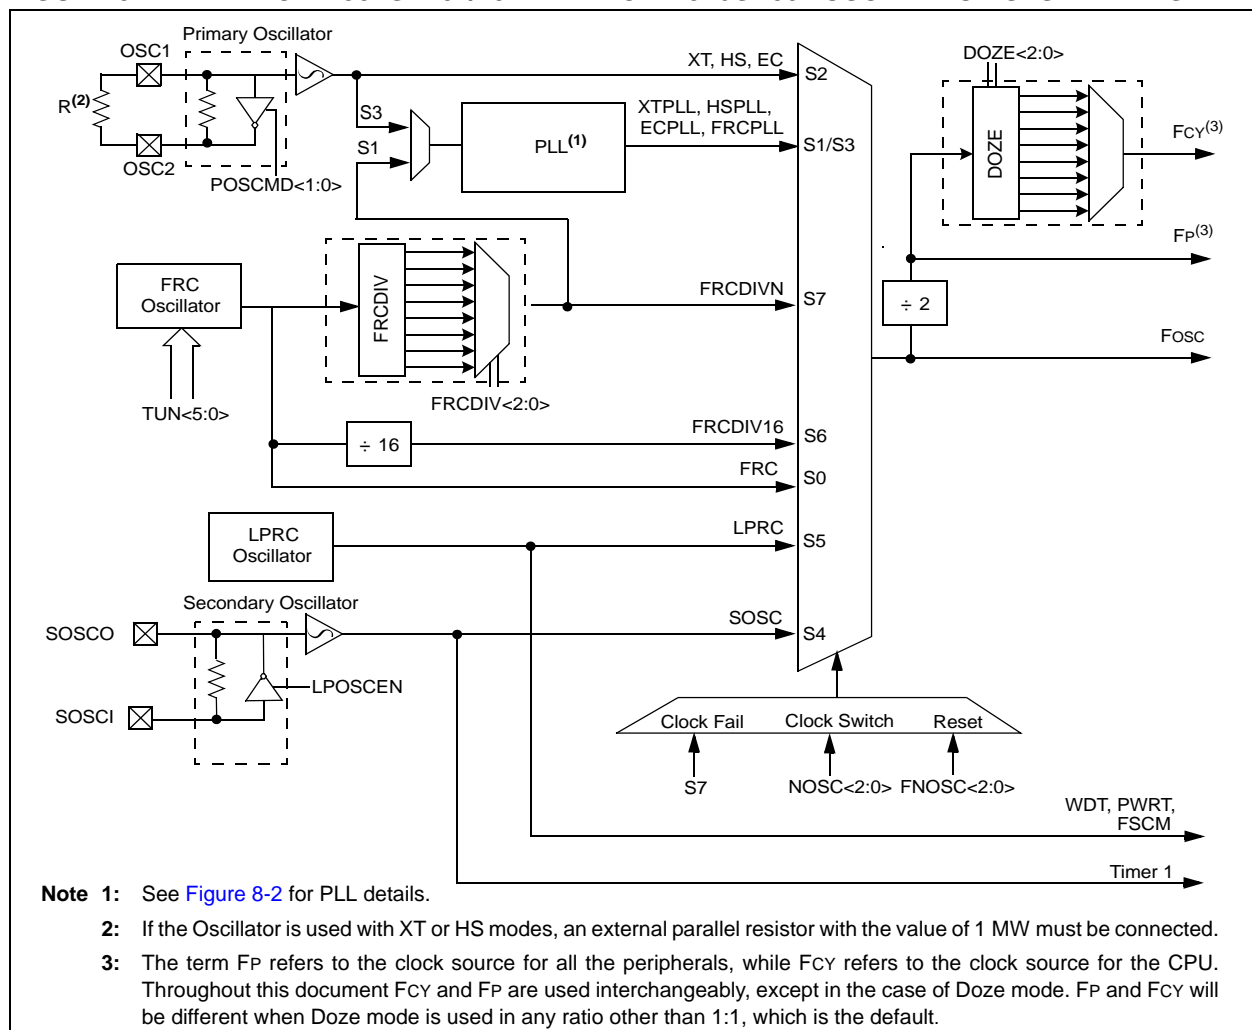 Primary Oscillator
OSC1
R(2)
OSC2
POSCMD<1:0>
S3
S1
PLL(1)
XT, HS, EC
S2
XTPLL, HSPLL,
ECPLL, FRCPLL
S1/S3
DOZE<2:0>
DOZE
FCY(3)
FP(3)
÷ 2
FOSC
FRC
Oscillator
TUN<5:0>
FRCDIV
FRCDIV<2:0>
FRCDIVN
S7
÷ 16
FRCDIV16
S6
FRC
S0
LPRC
Oscillator
LPRC
S5
Secondary Oscillator
SOSCO
SOSCI
LPOSCEN
SOSC
S4
Clock Fail
Clock Switch
Reset
S7
NOSC<2:0>
FNOSC<2:0>
WDT, PWRT,
FSCM
Timer 1
Note 1: See Figure 8-2 for PLL details.
2: If the Oscillator is used with XT or HS modes, an external parallel resistor with the value of 1 MW must be connected.
3: The term FP refers to the clock source for all the peripherals, while FCY refers to the clock source for the CPU.
Throughout this document FCY and FP are used interchangeably, except in the case of Doze mode. FP and FCY will
be different when Doze mode is used in any ratio other than 1:1, which is the default.